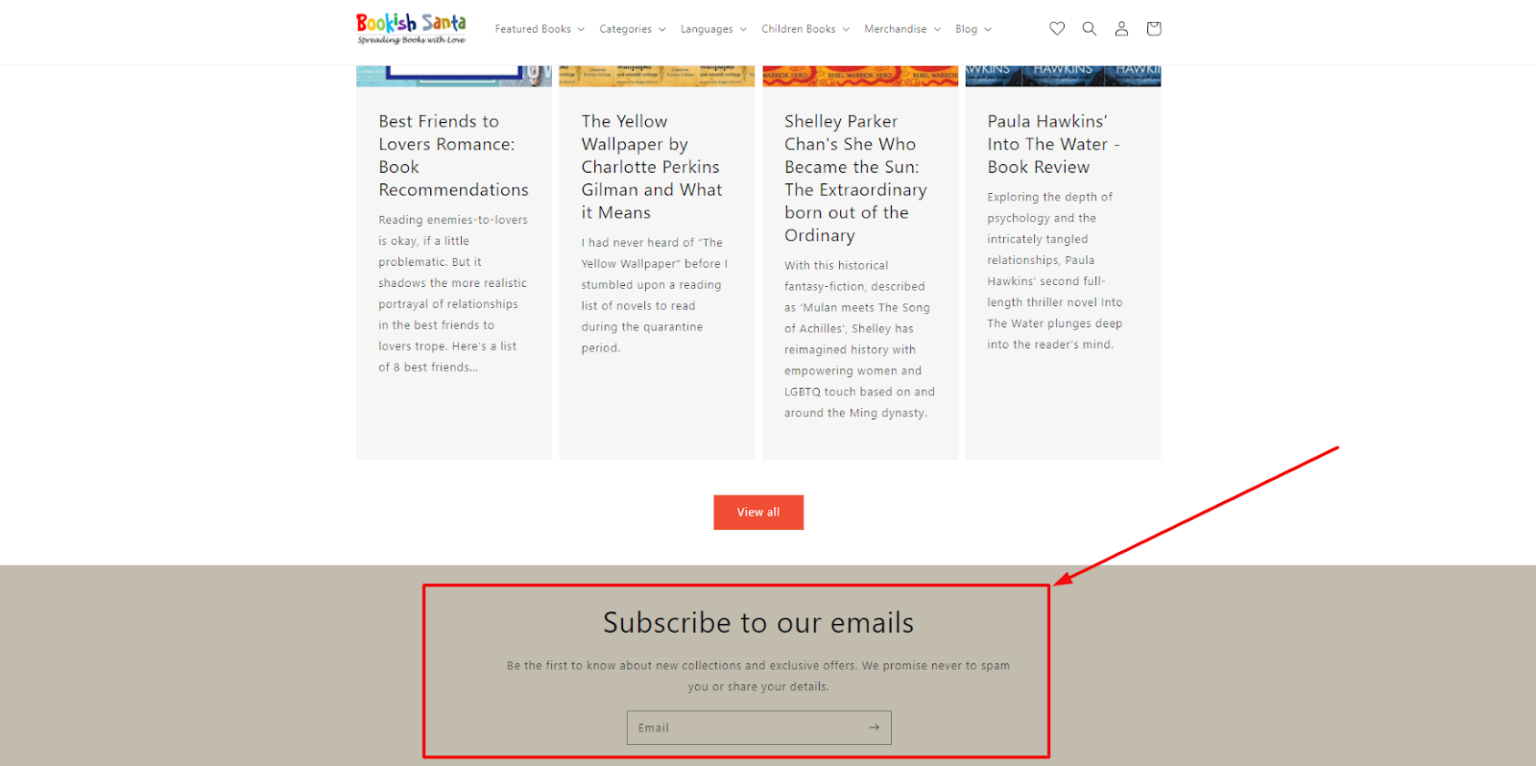 Bookish Santa
Spreading Books with Love
Featured Books
Categories
Languages
Children Books
Merchandise
Blog
WARRIOR HERO REBEL WARRIOR HERO REBEL WARRIOR
HAWKINS
Best Friends to
Lovers Romance:
Book
Recommendations
Reading enemies-to-lovers
is okay, if a little
problematic. But it
shadows the more realistic
portrayal of relationships
in the best friends to
lovers trope. Here's a list
of 8 best friends...
The Yellow
Wallpaper by
Charlotte Perkins
Gilman and What
it Means
I had never heard of “The
Yellow Wallpaper” before I
stumbled upon a reading
list of novels to read
during the quarantine
period.
Shelley Parker
Chan's She Who
Became the Sun:
The Extraordinary
born out of the
Ordinary
With this historical
fantasy-fiction, described
as ‘Mulan meets The Song
of Achilles’, Shelley has
reimagined history with
empowering women and
LGBTQ touch based on and
around the Ming dynasty.
Paula Hawkins’
Into The Water -
Book Review
Exploring the depth of
psychology and the
intricately tangled
relationships, Paula
Hawkins’ second full-
length thriller novel Into
The Water plunges deep
into the reader’s mind.
View all
Subscribe to our emails
Be the first to know about new collections and exclusive offers. We promise never to spam
you or share your details.
Email